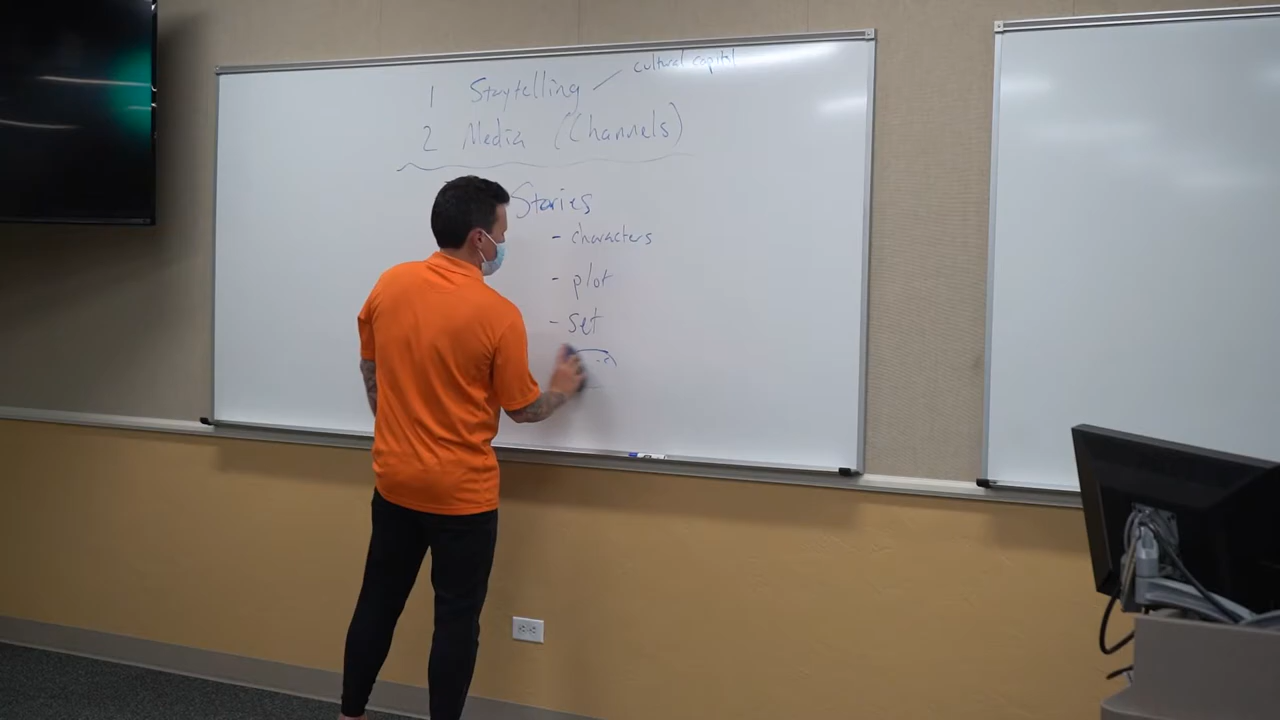 cultural capital
1 Storytelling
2 Media (Channels)
Stories
- characters
- plot
- set